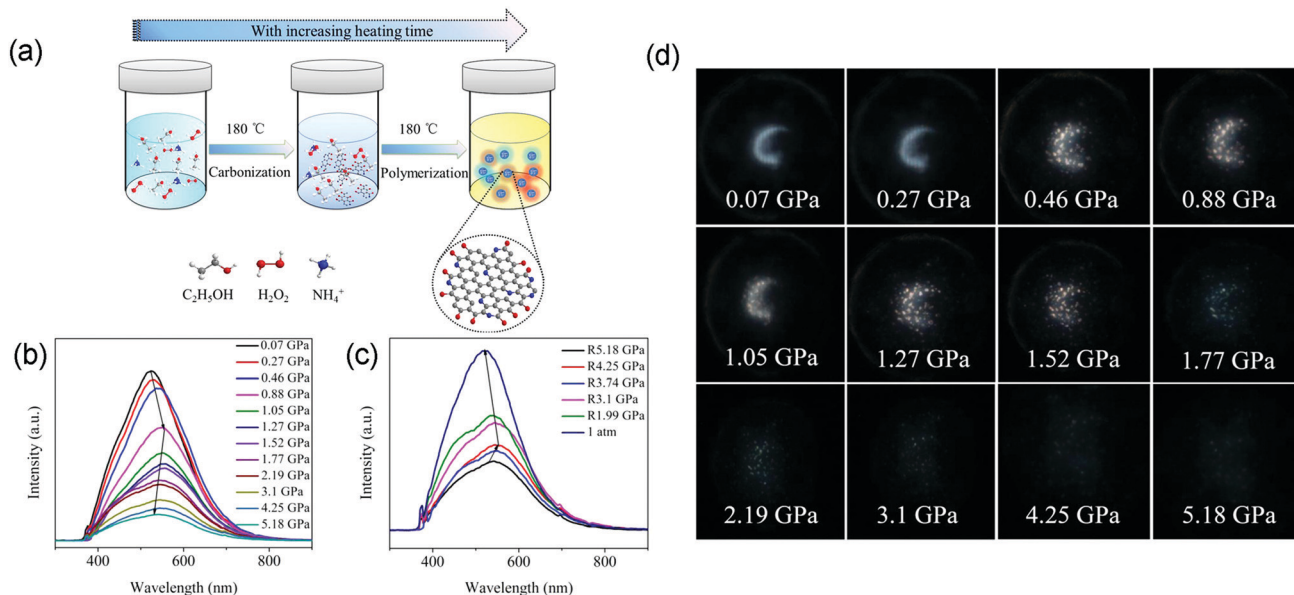 With increasing heating time
(a)
180 ℃
Carbonization
180 ℃
Polymerization
C₂H₅OH
H₂O₂
NH₄⁺
(b)
0.07 GPa
0.27 GPa
0.46 GPa
0.88 GPa
1.05 GPa
1.27 GPa
1.52 GPa
1.77 GPa
2.19 GPa
3.1 GPa
4.25 GPa
5.18 GPa
Intensity (a.u.)
400
600
800
Wavelength (nm)
(c)
R5.18 GPa
R4.25 GPa
R3.74 GPa
R3.1 GPa
R1.99 GPa
1 atm
Intensity (a.u.)
400
600
800
Wavelength (nm)
(d)
0.07 GPa
0.27 GPa
0.46 GPa
0.88 GPa
1.05 GPa
1.27 GPa
1.52 GPa
1.77 GPa
2.19 GPa
3.1 GPa
4.25 GPa
5.18 GPa